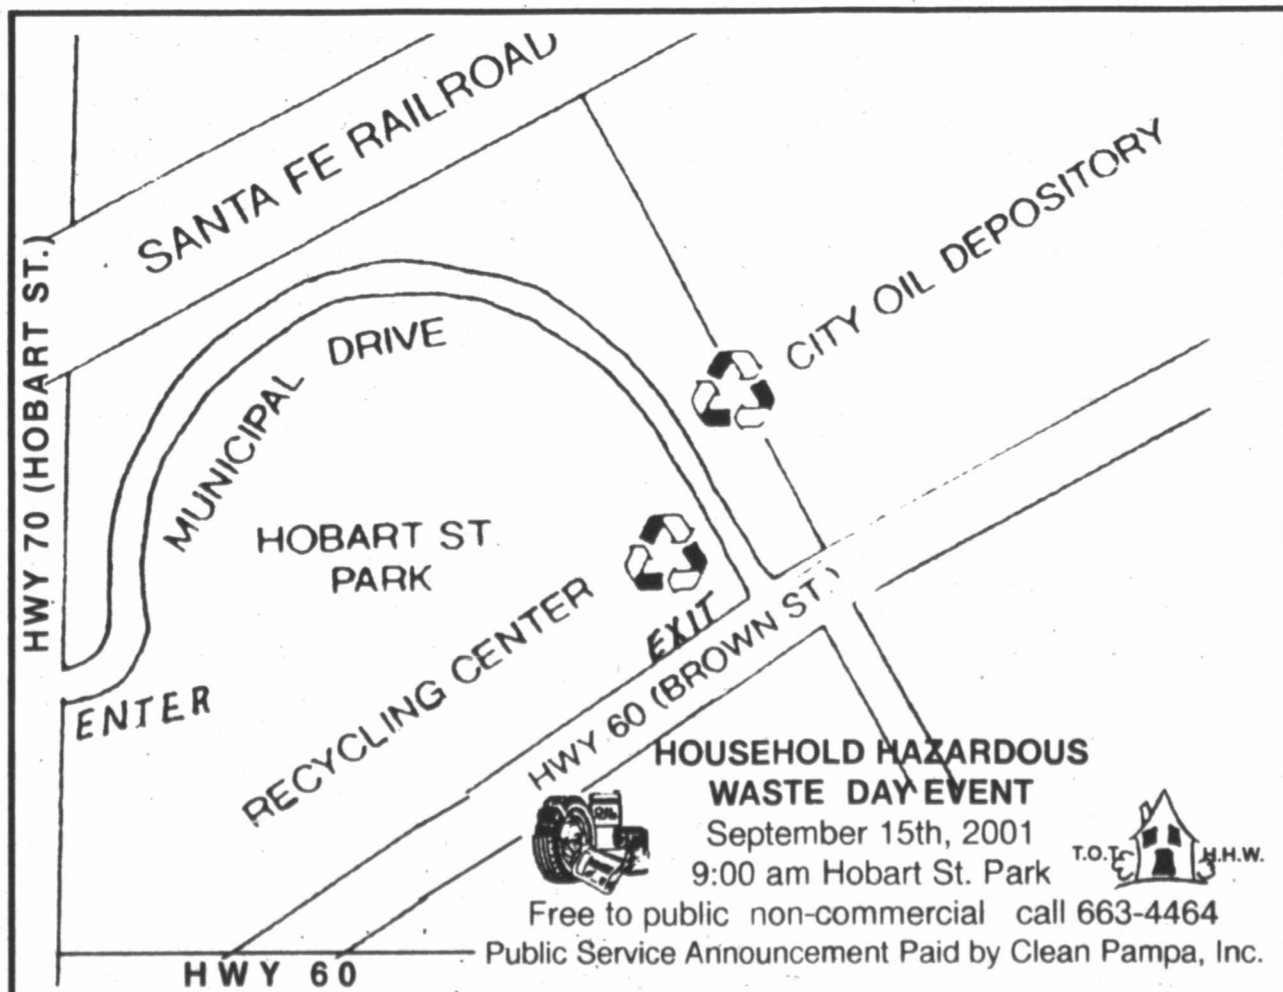 SANTA FE RAILROAD
HWY 70 (HOBART ST.)
MUNICIPAL DRIVE
CITY OIL DEPOSITORY
HOBART ST
PARK
RECYCLING CENTER
ENTER
EXIT
HWY 60 (BROWN ST.)
HWY 60
HOUSEHOLD HAZARDOUS
WASTE DAY EVENT
September 15th, 2001
9:00 am Hobart St. Park
OIL
T.O.T.
H.H.W.
Free to public non-commercial call 663-4464
Public Service Announcement Paid by Clean Pampa, Inc.